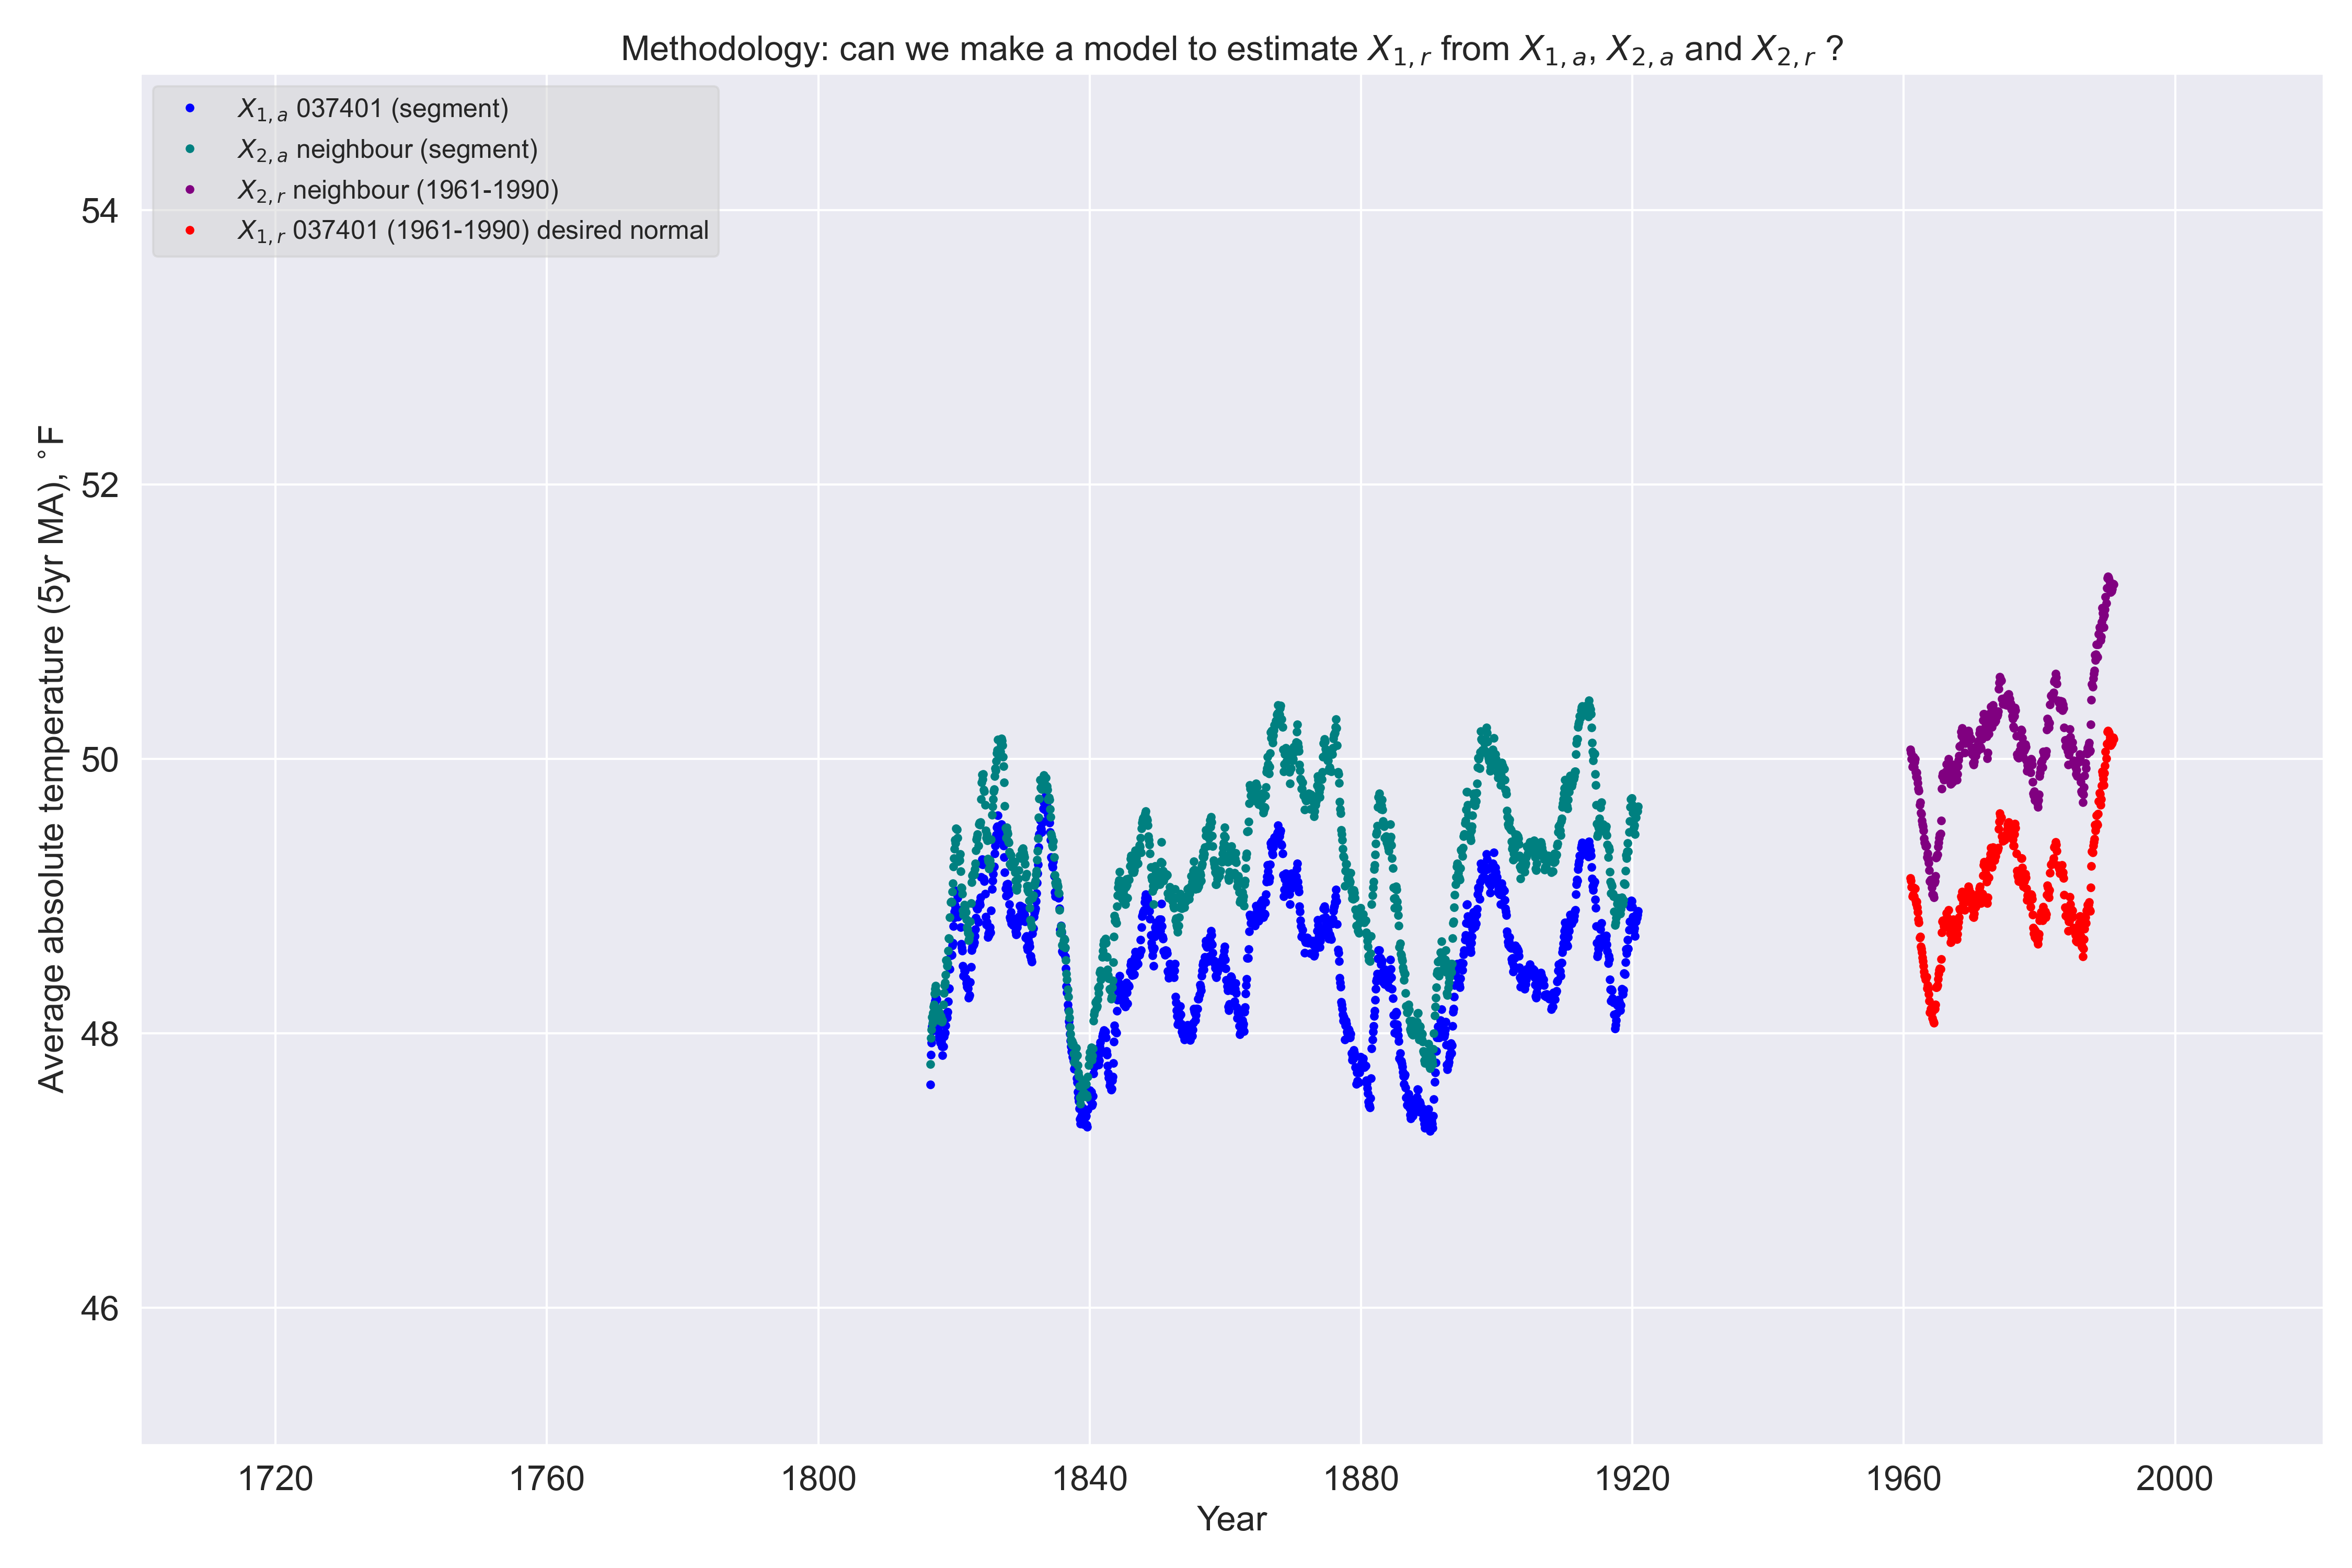 Methodology: can we make a model to estimate X₁,ᵣ from X₁,ₐ, X₂,ₐ and X₂,ᵣ ?
X₁,ₐ 037401 (segment)
X₂,ₐ neighbour (segment)
X₂,ᵣ neighbour (1961-1990)
X₁,ᵣ 037401 (1961-1990) desired normal
Average absolute temperature (5yr MA), °F
54
52
50
48
46
1720 1760 1800 1840 1880 1920 1960 2000
Year